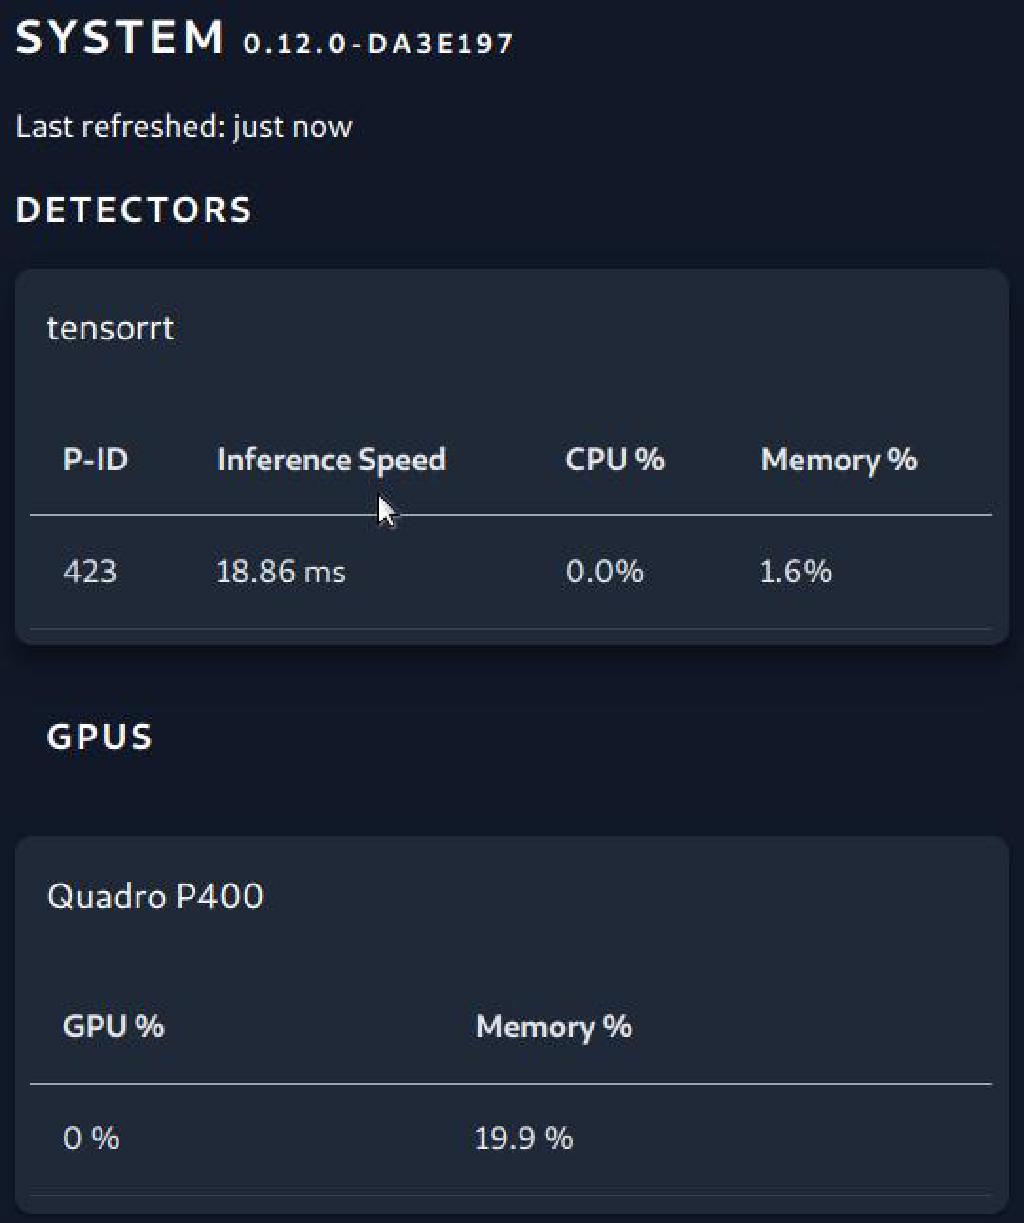 SYSTEM 0.12.0-DA3E197
Last refreshed: just now
DETECTORS
tensorrt
P-ID Inference Speed CPU % Memory %
423 18.86 ms 0.0% 1.6%
GPUS
Quadro P400
GPU % Memory %
0 % 19.9 %